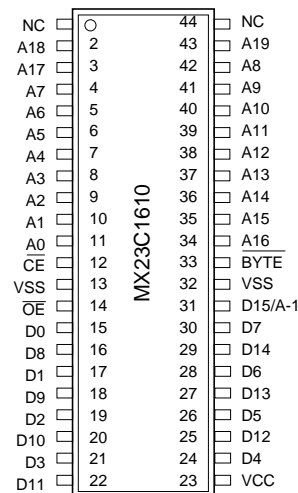 NC 44 NC
A18 2 43 A19
A17 3 42 A8
A7 4 41 A9
A6 5 40 A10
A5 6 39 A11
A4 7 38 A12
A3 8 37 A13
A2 9 36 A14
A1 10 35 A15
A0 11 34 A16
CE 12 33 BYTE
VSS 13 32 VSS
OE 14 31 D15/A-1
D0 15 30 D7
D8 16 29 D14
D1 17 28 D6
D9 18 27 D13
D2 19 26 D5
D10 20 25 D12
D3 21 24 D4
D11 22 23 VCC
MX23C1610